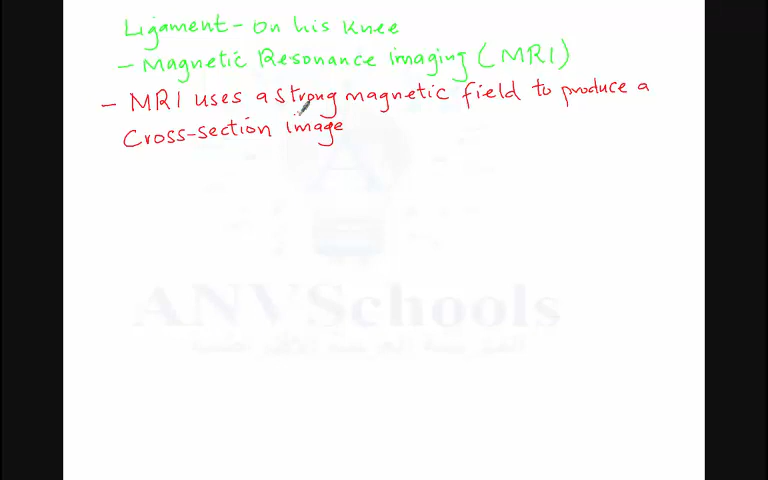 Ligament - On his Knee
- Magnetic Resonance imaging (MRI)
- MRI uses a strong magnetic field to produce a
Cross-section image
ANVSchools